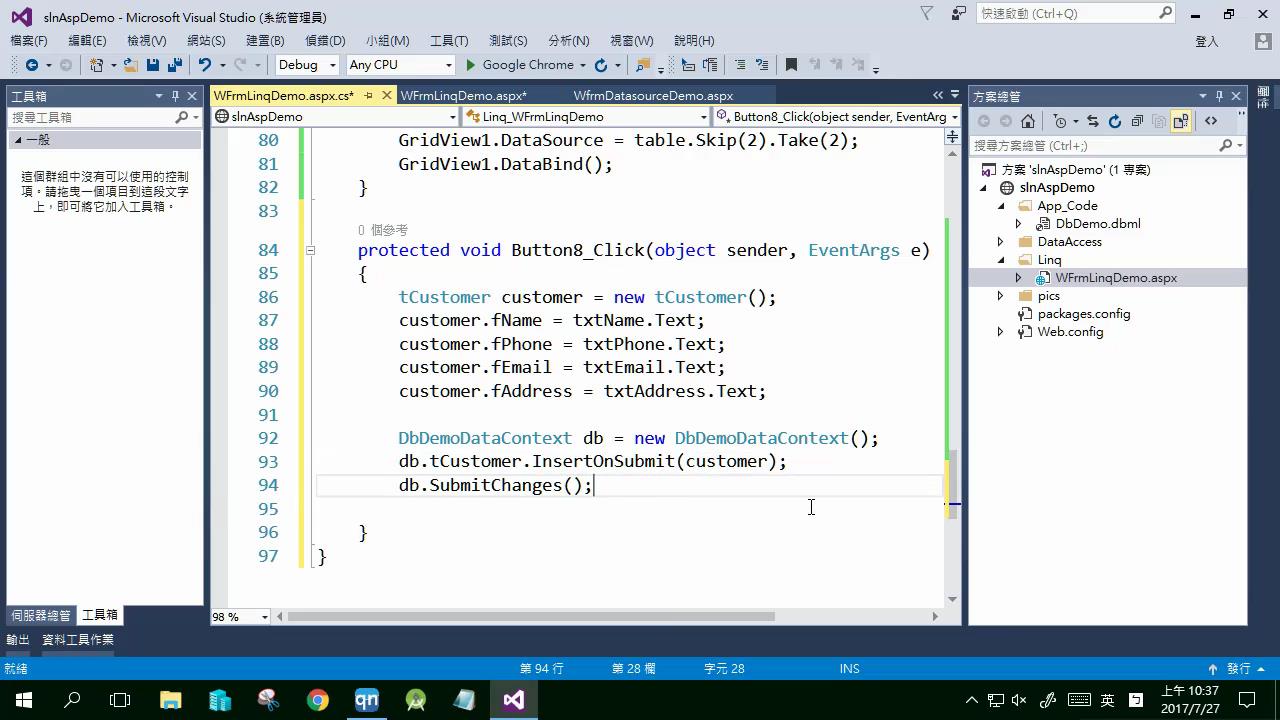 slnAspDemo - Microsoft Visual Studio (系統管理員)
快速啟動 (Ctrl+Q)
檔案(F) 編輯(E) 檢視(V) 網站(S) 建置(B) 偵錯(D) 小組(M) 工具(T) 測試(S) 分析(N) 視窗(W) 說明(H) 登入
Debug Any CPU Google Chrome
工具箱
WFrmLinqDemo.aspx.cs* WFrmLinqDemo.aspx* WfrmDatasourceDemo.aspx
方案總管
搜尋工具箱
slnAspDemo Linq_WFrmLinqDemo Button8_Click(object sender, EventArg
一般
這個群組中沒有可以使用的控制
項。請拖曳一個項目到這段文字
上，即可將它加入工具箱。
80 GridView1.DataSource = table.Skip(2).Take(2);
81 GridView1.DataBind();
82 }
83
0 個參考
84 protected void Button8_Click(object sender, EventArgs e)
85 {
86 tCustomer customer = new tCustomer();
87 customer.fName = txtName.Text;
88 customer.fPhone = txtPhone.Text;
89 customer.fEmail = txtEmail.Text;
90 customer.fAddress = txtAddress.Text;
91
92 DbDemoDataContext db = new DbDemoDataContext();
93 db.tCustomer.InsertOnSubmit(customer);
94 db.SubmitChanges();
95
96 }
97 }
98 %
搜尋方案總管 (Ctrl+;)
方案 'slnAspDemo' (1 專案)
slnAspDemo
App_Code
DbDemo.dbml
DataAccess
Linq
WFrmLinqDemo.aspx
pics
packages.config
Web.config
伺服器總管 工具箱
輸出 資料工具作業
就緒 第 94 行 第 28 欄 字元 28 INS 發行
qn
英
上午 10:37
2017/7/27